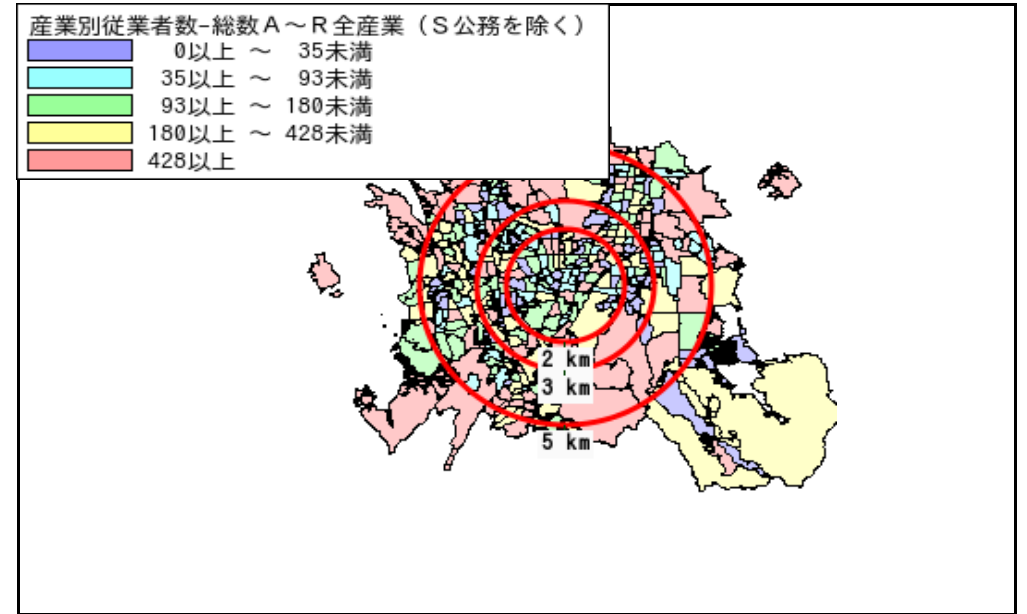 産業別従業者数−総数A～R全産業（S公務を除く）
0以上 ～ 35未満
35以上 ～ 93未満
93以上 ～ 180未満
180以上 ～ 428未満
428以上
2 km
3 km
5 km